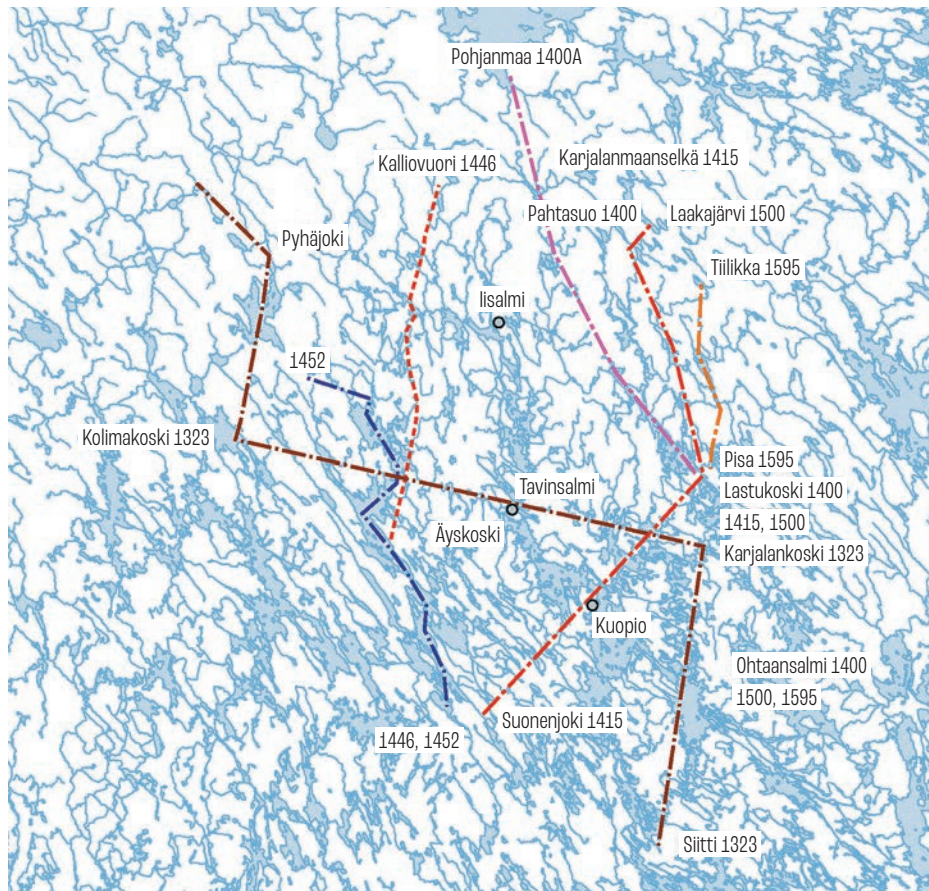 Pohjanmaa 1400A
Kalliovuori 1446
Karjalanmaanselkä 1415
Pahtasuo 1400
Laakajärvi 1500
Pyhäjoki
Tiilikka 1595
Iisalmi
1452
Kolimakoski 1323
Pisa 1595
Tavinsalmi
Lastukoski 1400
1415, 1500
Äyskoski
Karjalankoski 1323
Kuopio
Ohtaansalmi 1400
1500, 1595
Suonenjoki 1415
1446, 1452
Siitti 1323